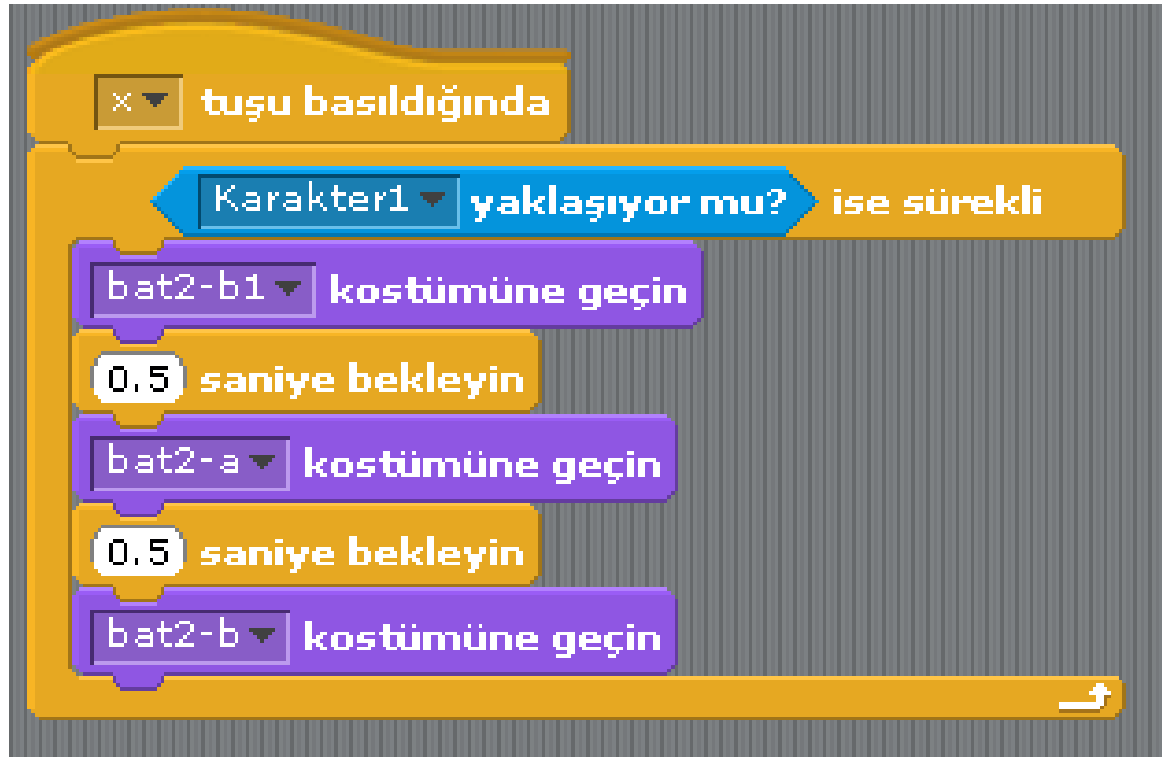 x tuşu basıldığında
Karakter1 yaklaşıyor mu? ise sürekli
bat2-b1 kostümüne geçin
0.5 saniye bekleyin
bat2-a kostümüne geçin
0.5 saniye bekleyin
bat2-b kostümüne geçin